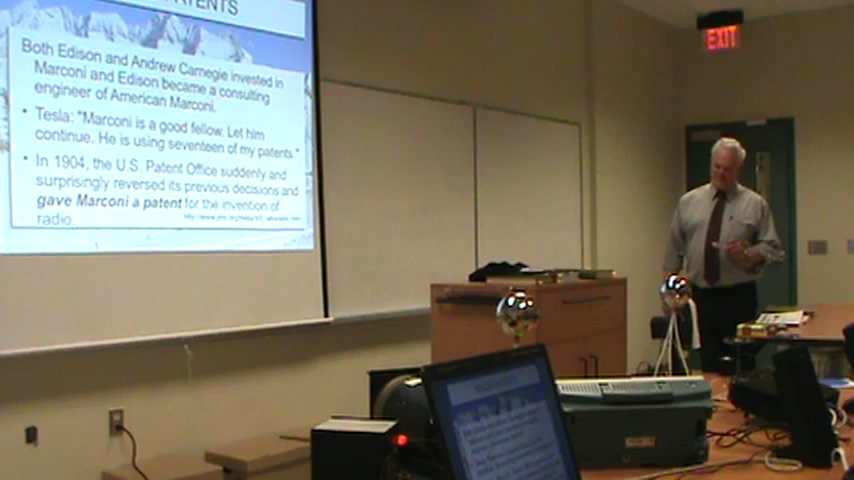 PATENTS
Both Edison and Andrew Carnegie invested in
Marconi and Edison became a consulting
engineer of American Marconi.
• Tesla: "Marconi is a good fellow. Let him
continue. He is using seventeen of my patents."
• In 1904, the U.S. Patent Office suddenly and
surprisingly reversed its previous decisions and
gave Marconi a patent for the invention of
radio.
EXIT